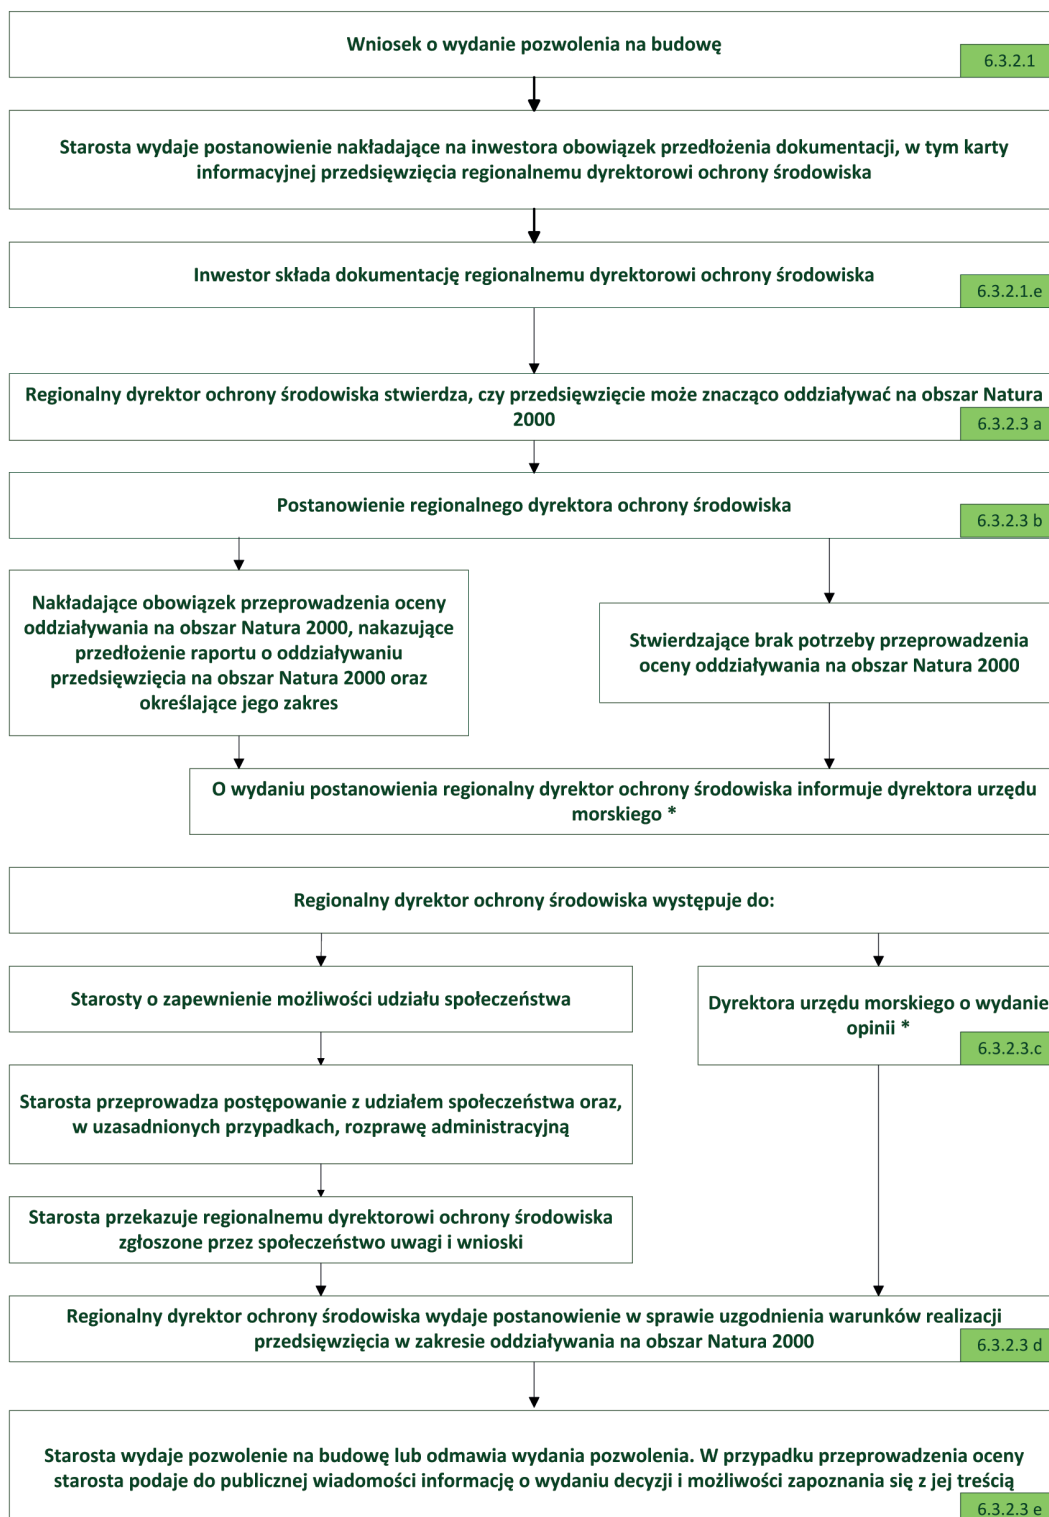 Wniosek o wydanie pozwolenia na budowę
6.3.2.1
Starosta wydaje postanowienie nakładające na inwestora obowiązek przedłożenia dokumentacji, w tym karty
informacyjnej przedsięwzięcia regionalnemu dyrektorowi ochrony środowiska
Inwestor składa dokumentację regionalnemu dyrektorowi ochrony środowiska
6.3.2.1.e
Regionalny dyrektor ochrony środowiska stwierdza, czy przedsięwzięcie może znacząco oddziaływać na obszar Natura
2000
6.3.2.3 a
Postanowienie regionalnego dyrektora ochrony środowiska
6.3.2.3 b
Nakładające obowiązek przeprowadzenia oceny
oddziaływania na obszar Natura 2000, nakazujące
przedłożenie raportu o oddziaływaniu
przedsięwzięcia na obszar Natura 2000 oraz
określające jego zakres
Stwierdzające brak potrzeby przeprowadzenia
oceny oddziaływania na obszar Natura 2000
O wydaniu postanowienia regionalny dyrektor ochrony środowiska informuje dyrektora urzędu
morskiego *
Regionalny dyrektor ochrony środowiska występuje do:
Starosty o zapewnienie możliwości udziału społeczeństwa
Dyrektora urzędu morskiego o wydanie
opinii *
6.3.2.3.c
Starosta przeprowadza postępowanie z udziałem społeczeństwa oraz,
w uzasadnionych przypadkach, rozprawę administracyjną
Starosta przekazuje regionalnemu dyrektorowi ochrony środowiska
zgłoszone przez społeczeństwo uwagi i wnioski
Regionalny dyrektor ochrony środowiska wydaje postanowienie w sprawie uzgodnienia warunków realizacji
przedsięwzięcia w zakresie oddziaływania na obszar Natura 2000
6.3.2.3 d
Starosta wydaje pozwolenie na budowę lub odmawia wydania pozwolenia. W przypadku przeprowadzenia oceny
starosta podaje do publicznej wiadomości informację o wydaniu decyzji i możliwości zapoznania się z jej treścią
6.3.2.3 e